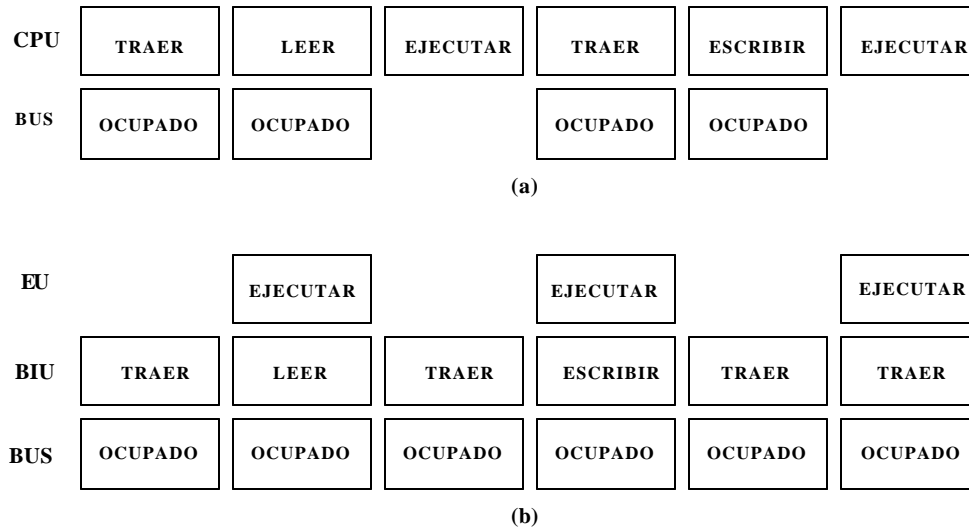 CPU TRAER LEER EJECUTAR TRAER ESCRIBIR EJECUTAR
BUS OCUPADO OCUPADO OCUPADO OCUPADO
(a)
EU EJECUTAR EJECUTAR EJECUTAR
BIU TRAER LEER TRAER ESCRIBIR TRAER TRAER
BUS OCUPADO OCUPADO OCUPADO OCUPADO OCUPADO OCUPADO
(b)